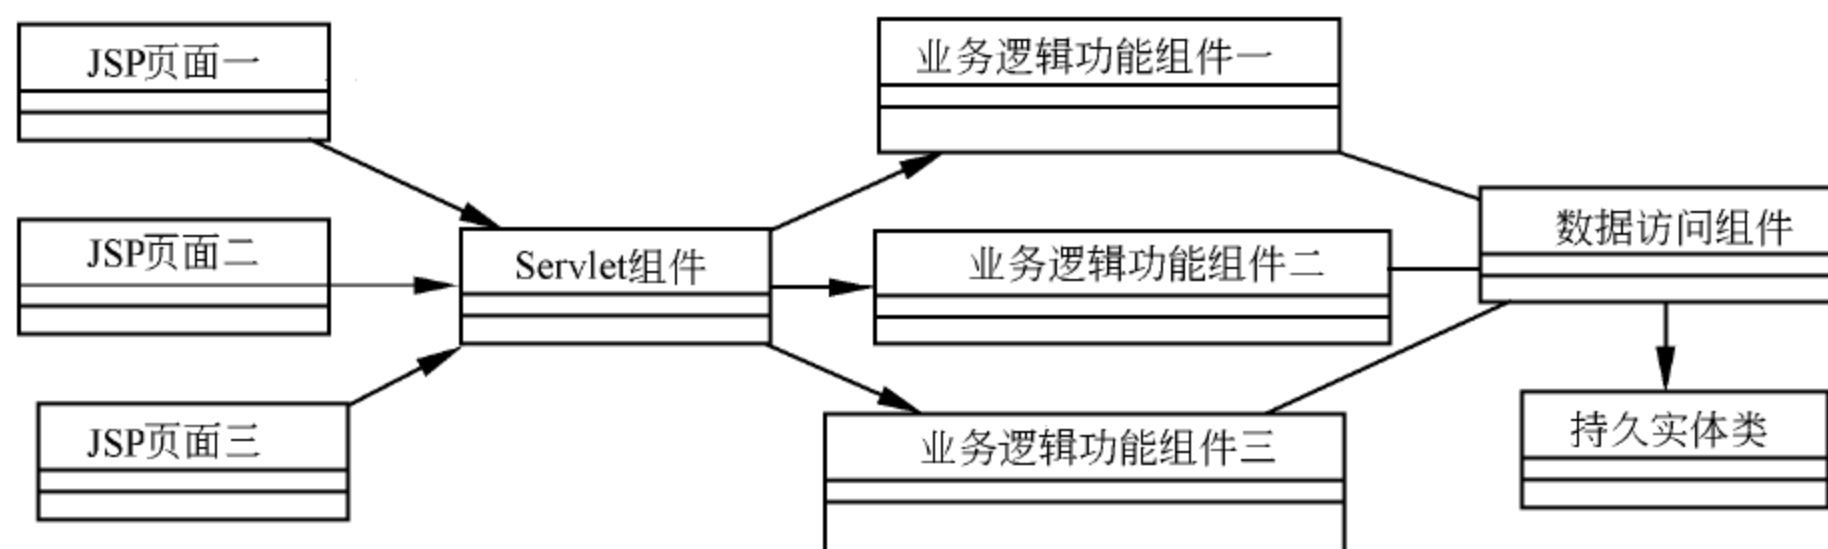 JSP页面一
业务逻辑功能组件一
数据访问组件
JSP页面二
Servlet组件
业务逻辑功能组件二
JSP页面三
业务逻辑功能组件三
持久实体类